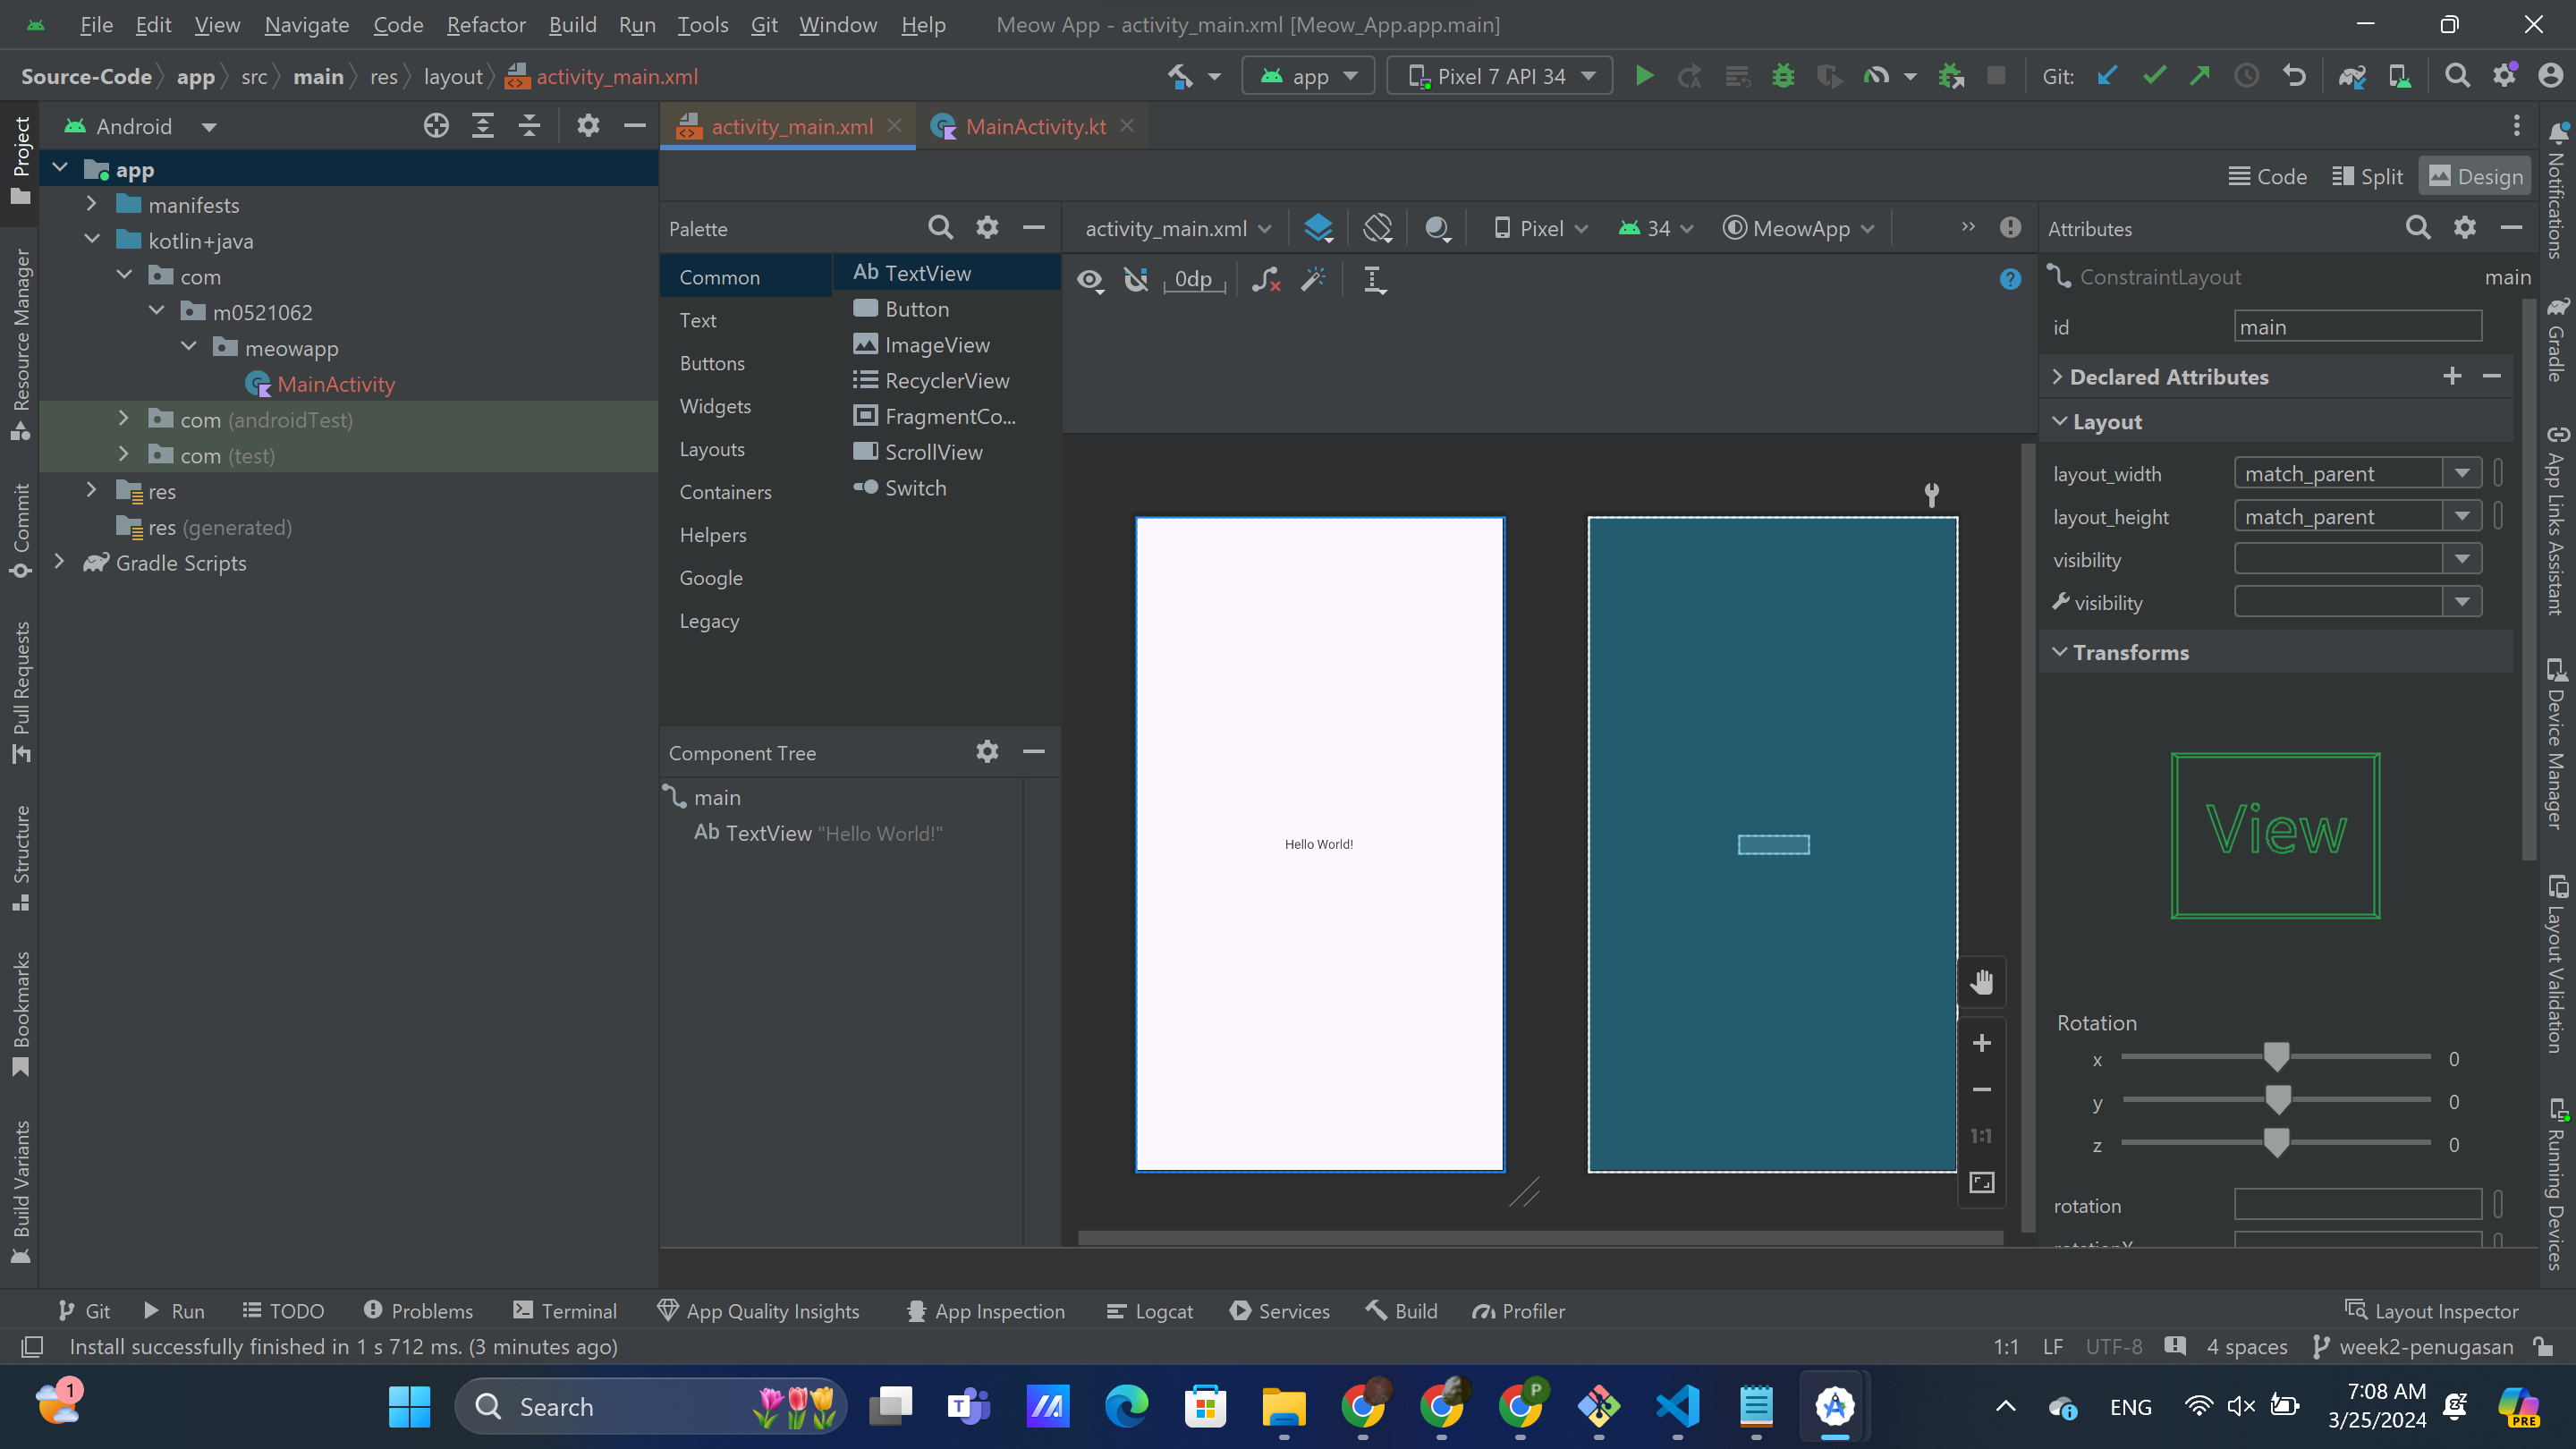 File Edit View Navigate Code Refactor Build Run Tools Git Window Help Meow App - activity_main.xml [Meow_App.app.main]
Source-Code app src main res layout activity_main.xml app Pixel 7 API 34 Git:
Project
Resource Manager
Commit
Pull Requests
Structure
Bookmarks
Build Variants
Android
app
manifests
kotlin+java
com
m0521062
meowapp
MainActivity
com (androidTest)
com (test)
res
res (generated)
Gradle Scripts
activity_main.xml MainActivity.kt
Code Split Design
Palette
Common
Text
Buttons
Widgets
Layouts
Containers
Helpers
Google
Legacy
Ab TextView
Button
ImageView
RecyclerView
FragmentCo...
ScrollView
Switch
Component Tree
main
Ab TextView "Hello World!"
activity_main.xml Pixel 34 MeowApp
0dp
Hello World!
1:1
Attributes
ConstraintLayout main
id main
Declared Attributes
Layout
layout_width match_parent
layout_height match_parent
visibility
visibility
Transforms
View
Rotation
x 0
y 0
z 0
rotation
Notifications
Gradle
App Links Assistant
Device Manager
Layout Validation
Running Devices
Git Run TODO Problems Terminal App Quality Insights App Inspection Logcat Services Build Profiler Layout Inspector
Install successfully finished in 1 s 712 ms. (3 minutes ago) 1:1 LF UTF-8 4 spaces week2-penugasan
1
Search
T
P
ENG
7:08 AM
3/25/2024
PRE